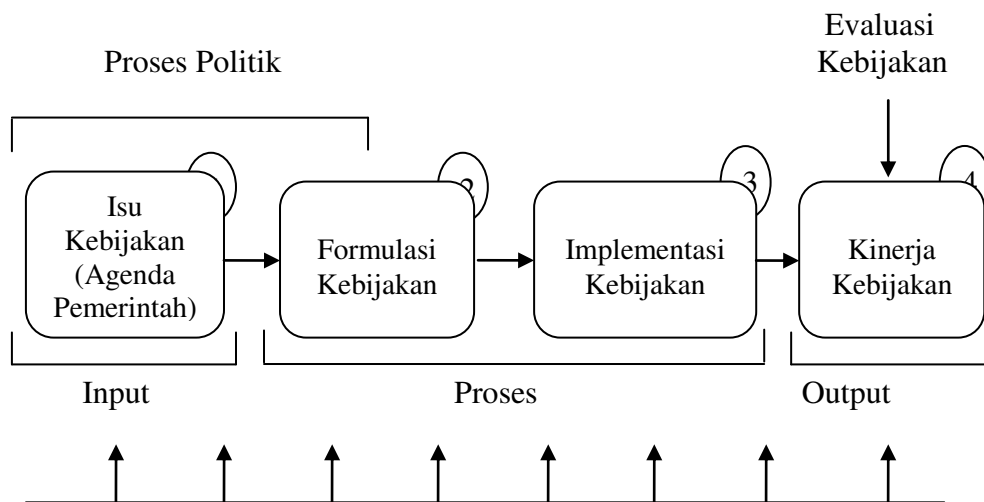 Evaluasi
Kebijakan
Proses Politik
2
3
4
Isu
Kebijakan
(Agenda
Pemerintah)
Formulasi
Kebijakan
Implementasi
Kebijakan
Kinerja
Kebijakan
Input
Proses
Output